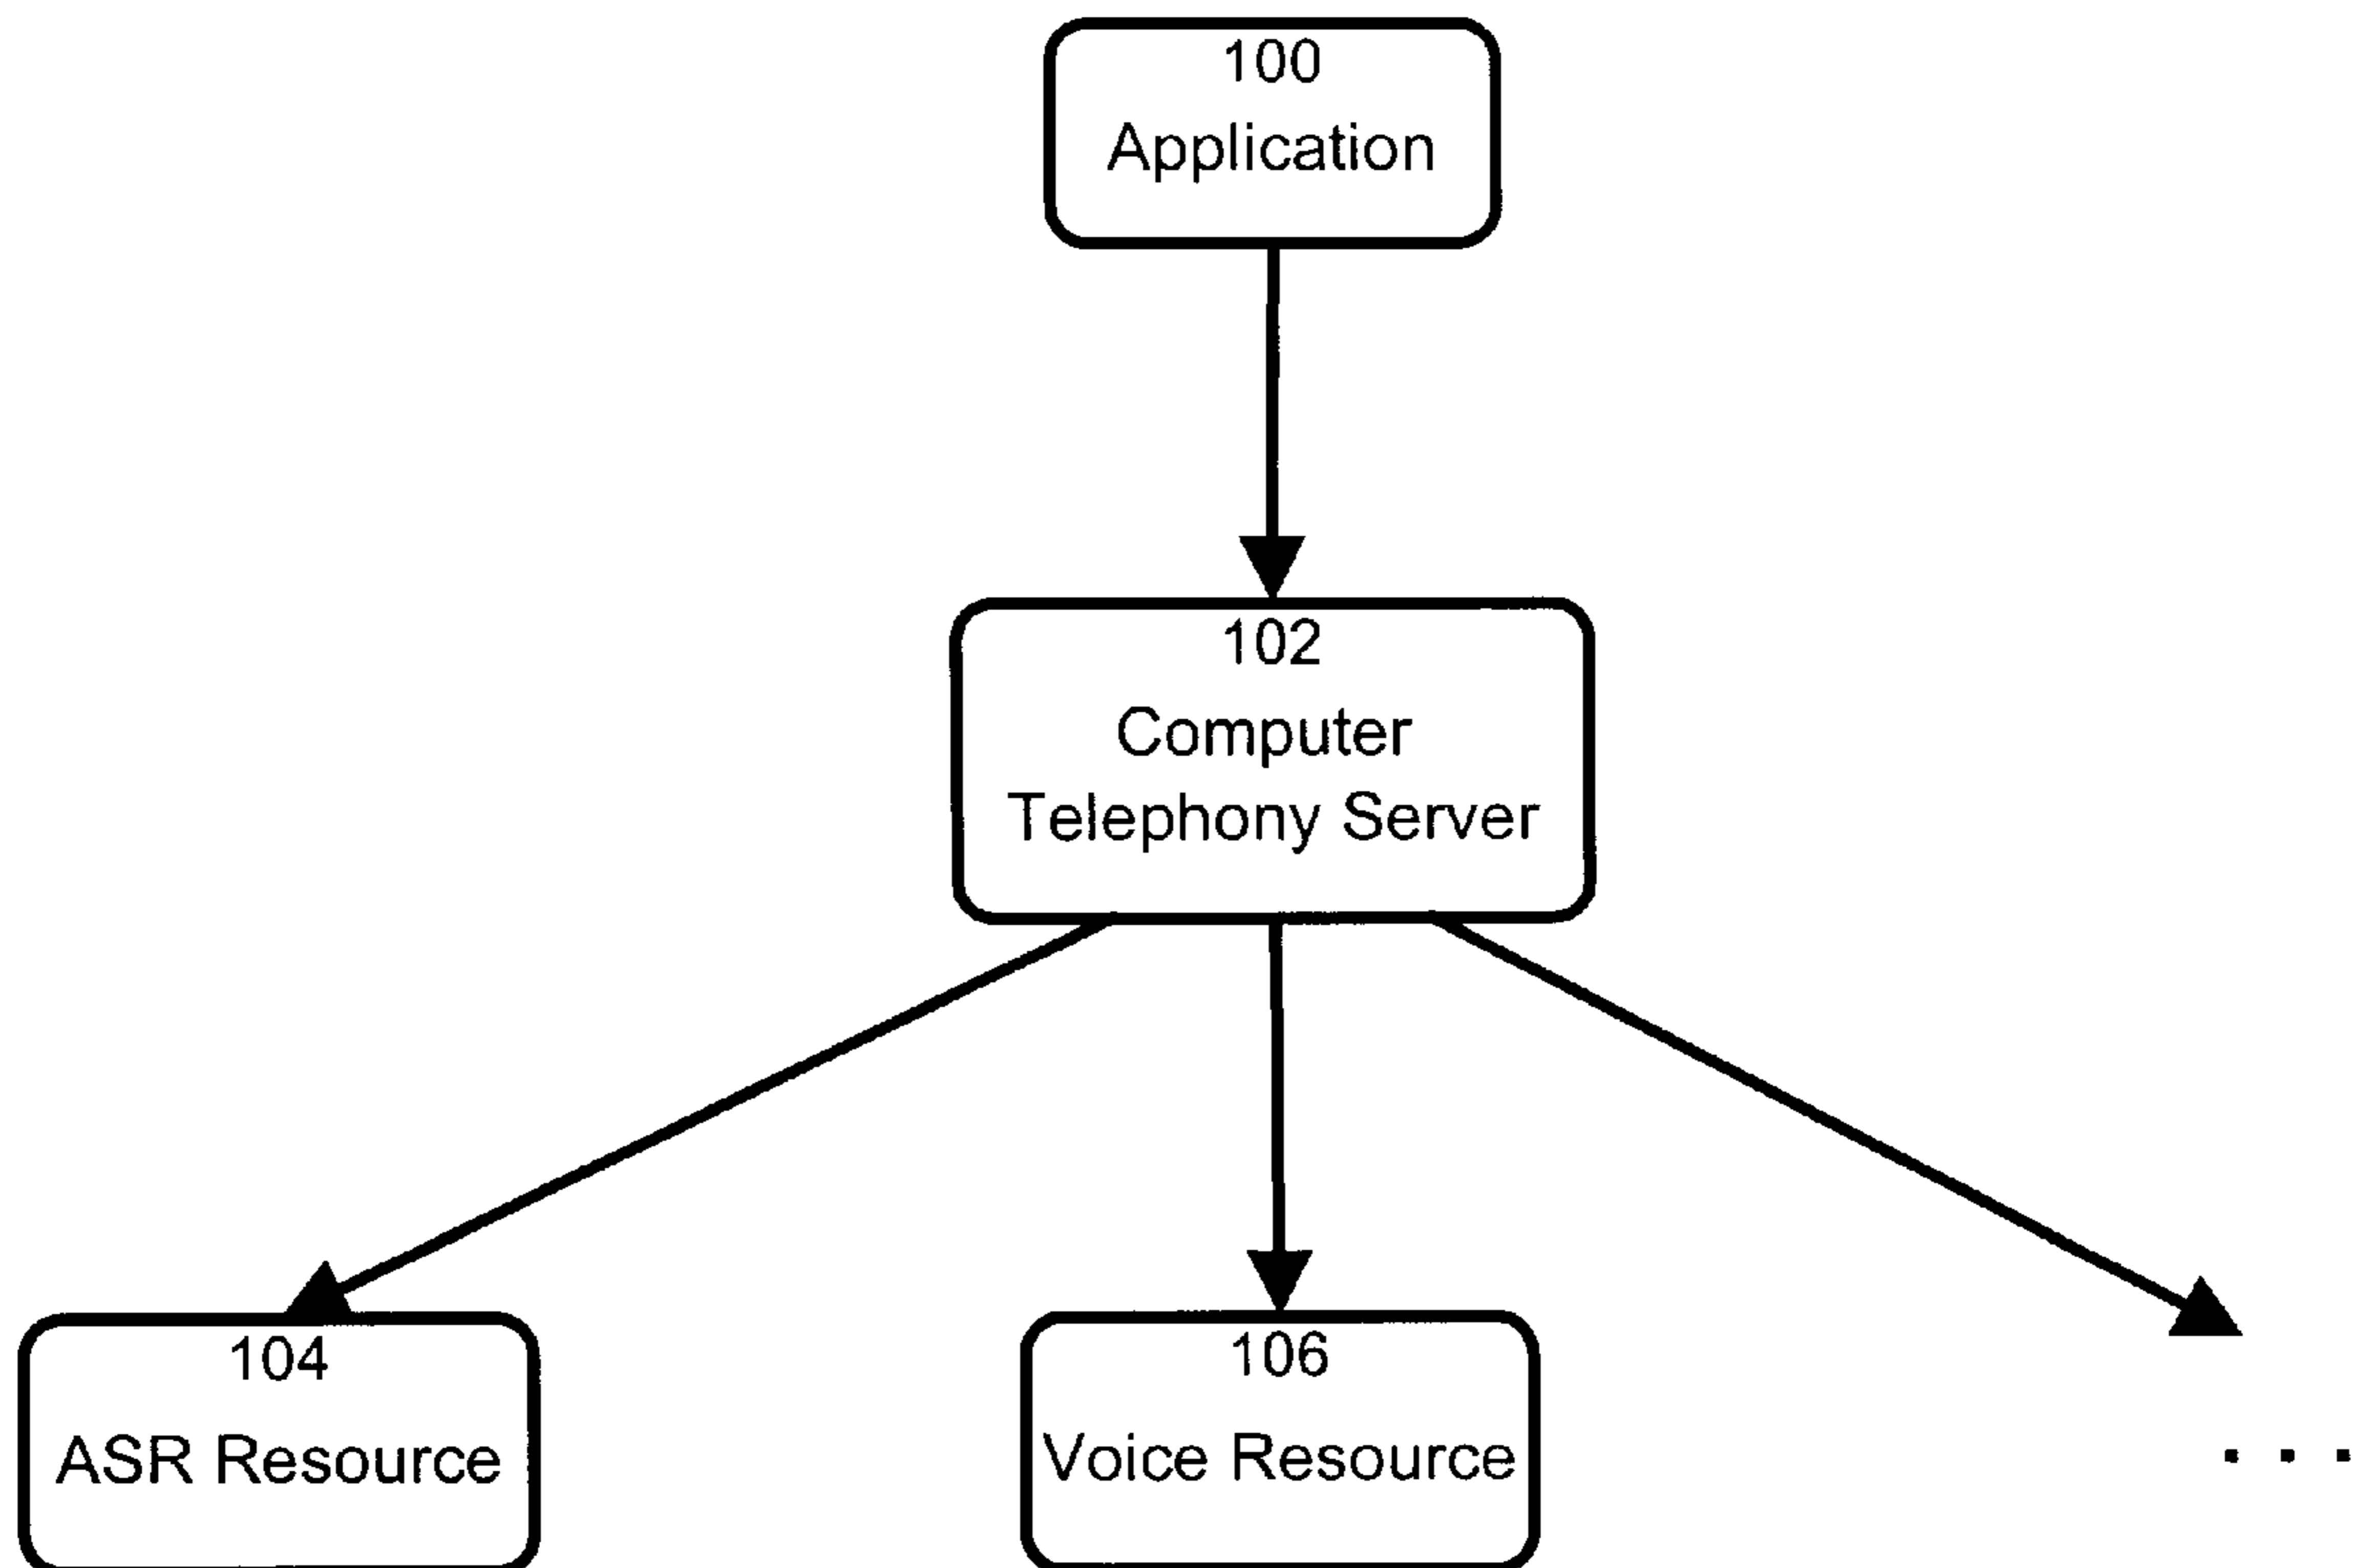 100
Application
102
Computer
Telephony Server
104
ASR Resource
106
Voice Resource
. . .